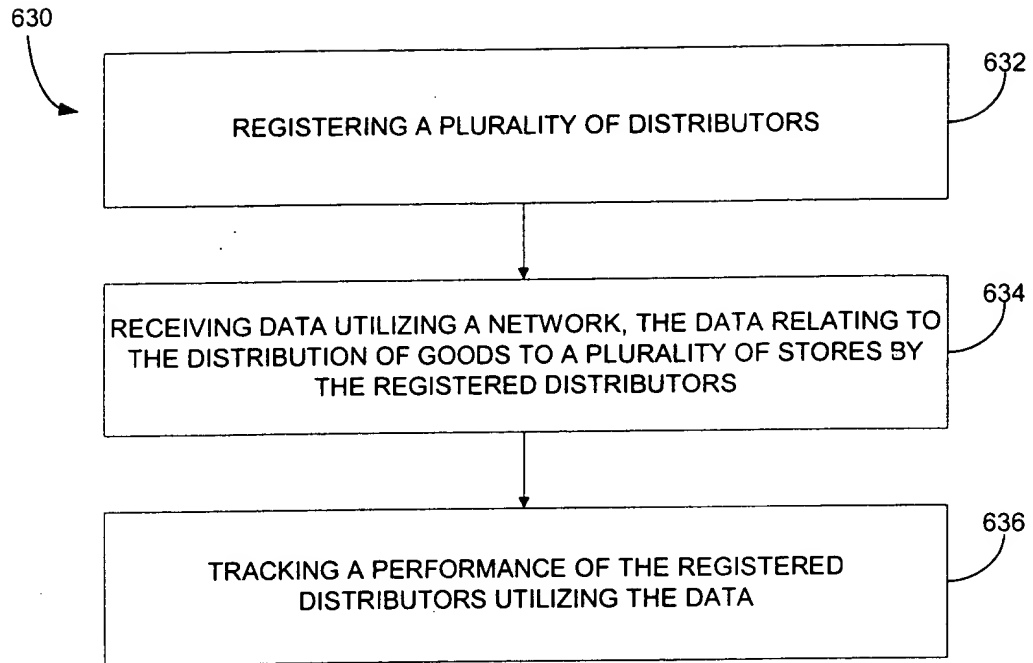 630
632
REGISTERING A PLURALITY OF DISTRIBUTORS
634
RECEIVING DATA UTILIZING A NETWORK, THE DATA RELATING TO
THE DISTRIBUTION OF GOODS TO A PLURALITY OF STORES BY
THE REGISTERED DISTRIBUTORS
636
TRACKING A PERFORMANCE OF THE REGISTERED
DISTRIBUTORS UTILIZING THE DATA